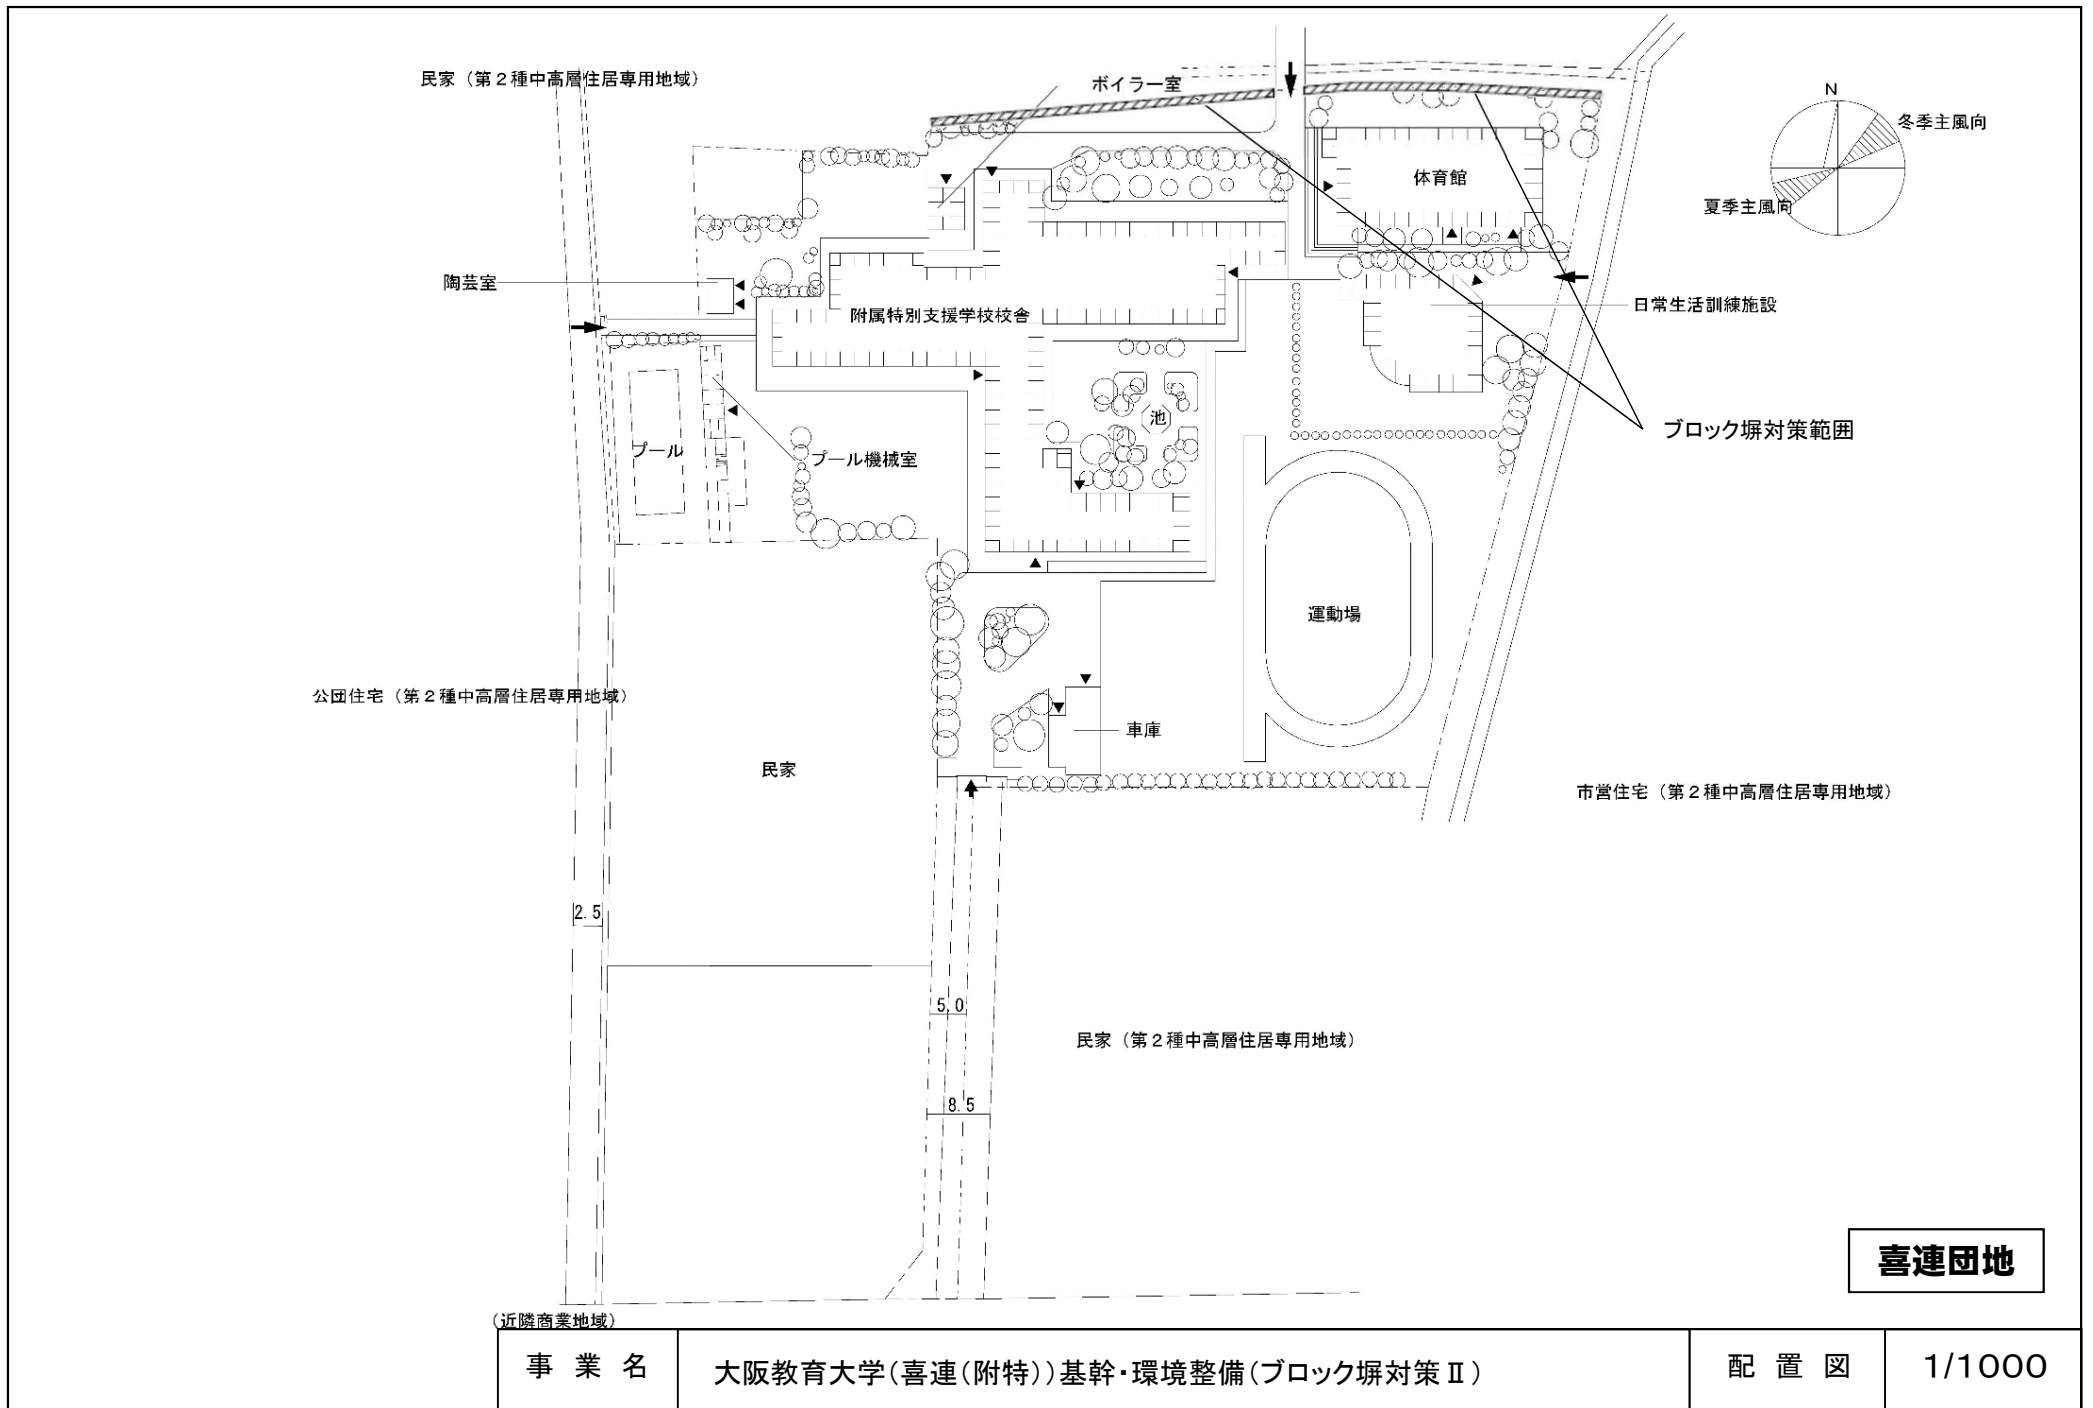 民家（第２種中高層住居専用地域）
ボイラー室
N
冬季主風向
体育館
夏季主風向
陶芸室
日常生活訓練施設
附属特別支援学校校舎
池
ブロック塀対策範囲
プール
プール機械室
運動場
公団住宅（第２種中高層住居専用地域）
車庫
民家
市営住宅（第２種中高層住居専用地域）
2.5
5.0
民家（第２種中高層住居専用地域）
8.5
喜連団地
（近隣商業地域）
事業名
大阪教育大学（喜連（附特））基幹・環境整備（ブロック塀対策Ⅱ）
配置図
1/1000